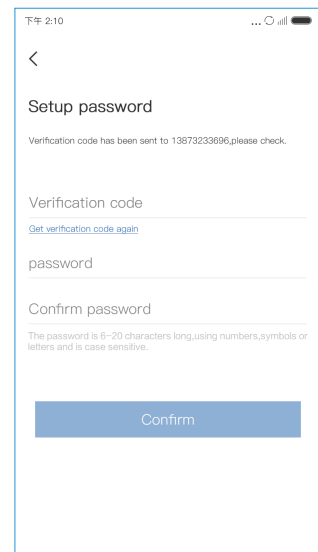 下午 2:10
...
Setup password
Verification code has been sent to 13873233696,please check.
Verification code
Get verification code again
password
Confirm password
The password is 6-20 characters long,using numbers,symbols or
letters and is case sensitive.
Confirm